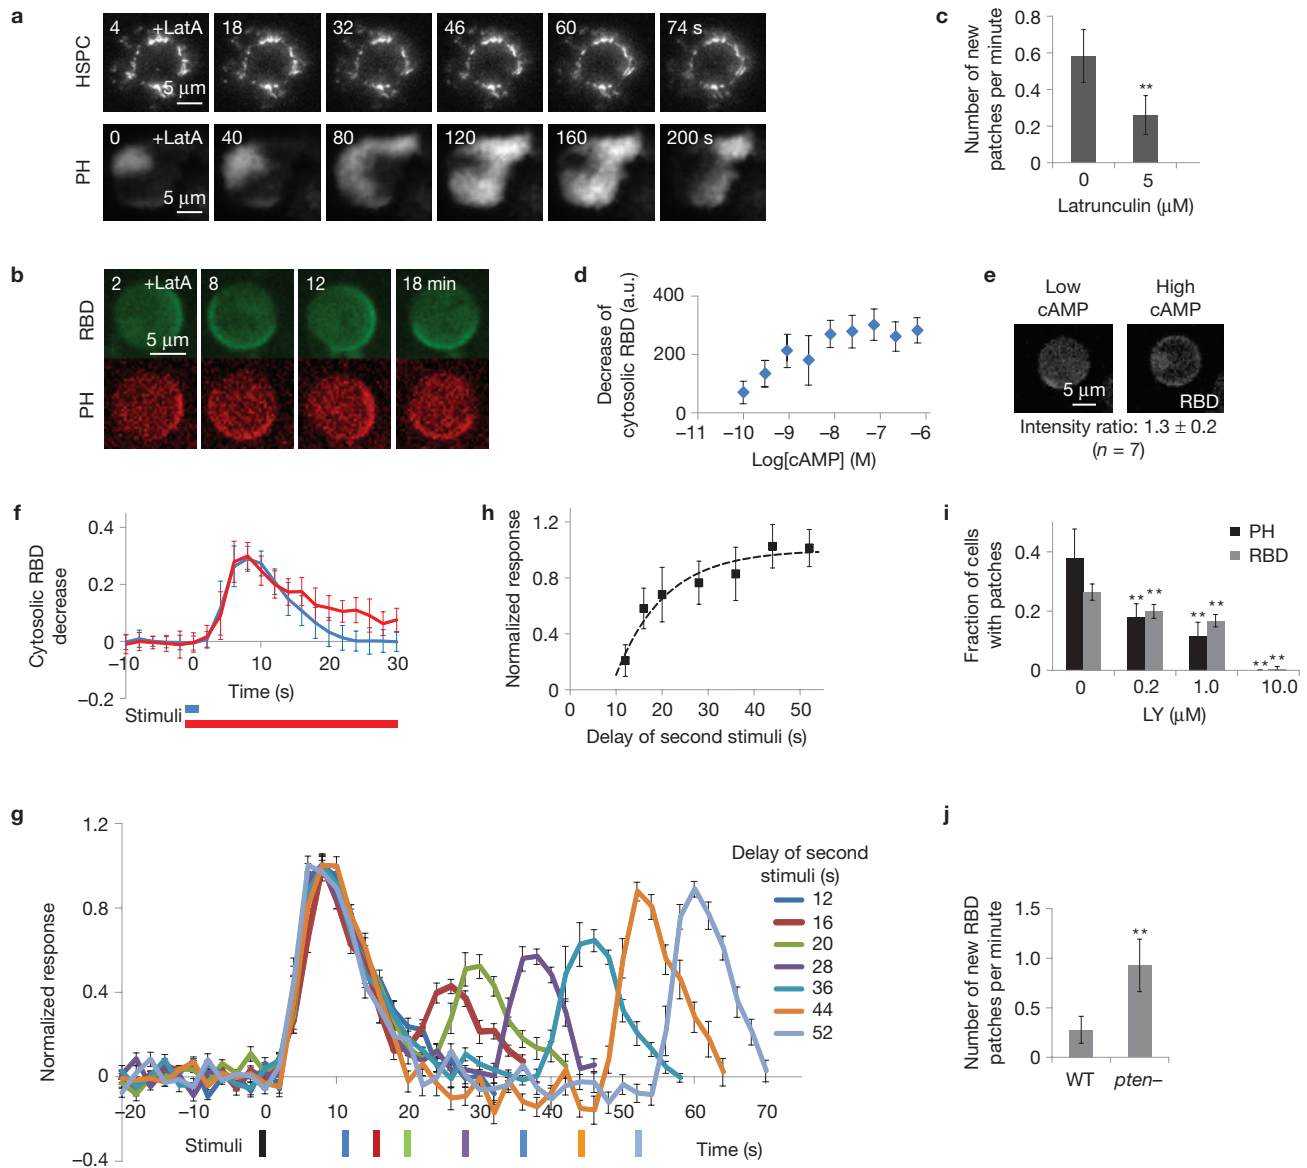 a
HSPC
4 +LatA
5 μm
18
32
46
60
74 s
PH
0 +LatA
5 μm
40
80
120
160
200 s
c
Number of new
patches per minute
0.8
0.6
0.4
0.2
0
**
0 5
Latrunculin (μM)
b
RBD
2 +LatA
5 μm
8
12
18 min
PH
d
Decrease of
cytosolic RBD (a.u.)
400
200
0
−11 −10 −9 −8 −7 −6
Log[cAMP] (M)
e
Low
cAMP
High
cAMP
5 μm
RBD
Intensity ratio: 1.3 ± 0.2
(n = 7)
f
Cytosolic RBD
decrease
0.4
0.2
0
−0.2
−10 0 10 20 30
Time (s)
Stimuli
h
Normalized response
1.2
0.8
0.4
0
0 10 20 30 40 50
Delay of second stimuli (s)
i
Fraction of cells
with patches
0.4
0.2
0
PH
RBD
** **
** **
** **
0 0.2 1.0 10.0
LY (μM)
g
Normalized response
1.2
0.8
0.4
0
−0.4
−20 −10 0 10 20 30 40 50 60 70
Stimuli
Time (s)
Delay of second
stimuli (s)
12
16
20
28
36
44
52
j
Number of new RBD
patches per minute
1.5
1.0
0.5
0
**
WT pten–